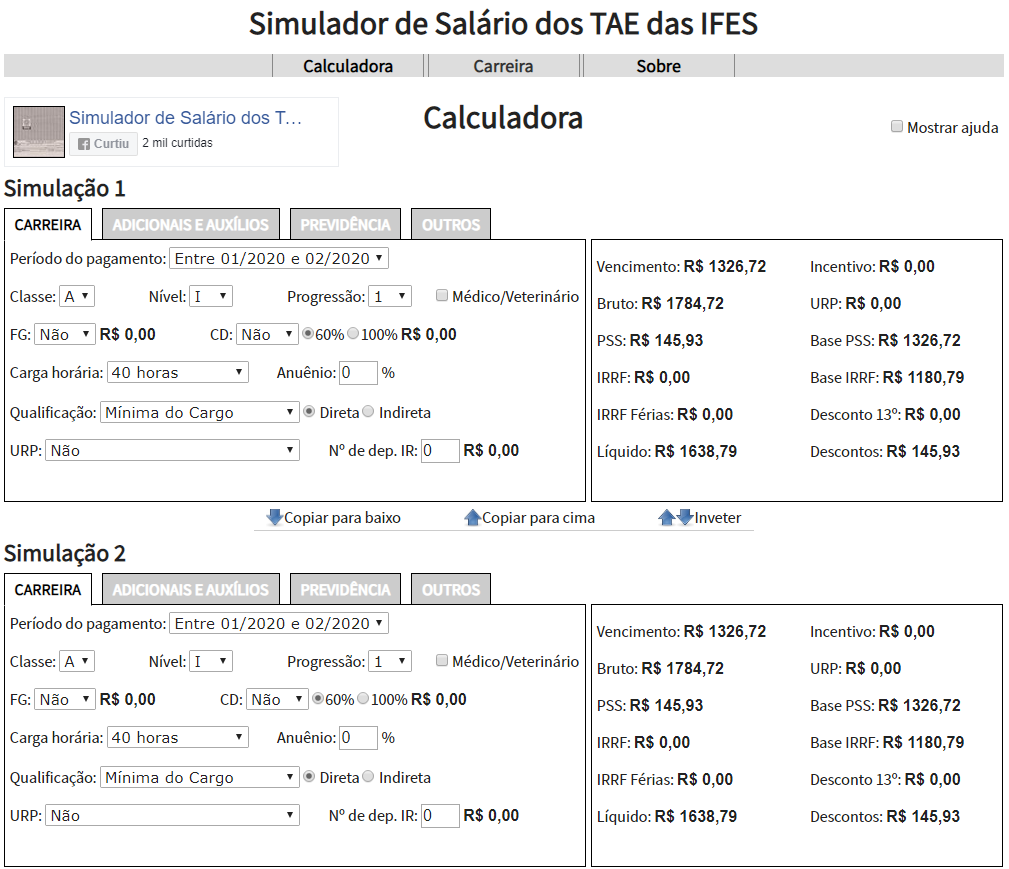 Simulador de Salário dos TAE das IFES
Calculadora Carreira Sobre
Simulador de Salário dos T…
Curtiu 2 mil curtidas
Calculadora
Mostrar ajuda
Simulação 1
CARREIRA ADICIONAIS E AUXÍLIOS PREVIDÊNCIA OUTROS
Período do pagamento: Entre 01/2020 e 02/2020
Classe: A Nível: I Progressão: 1 Médico/Veterinário
FG: Não R$ 0,00 CD: Não 60% 100% R$ 0,00
Carga horária: 40 horas Anuênio: 0 %
Qualificação: Mínima do Cargo Direta Indireta
URP: Não Nº de dep. IR: 0 R$ 0,00
Vencimento: R$ 1326,72 Incentivo: R$ 0,00
Bruto: R$ 1784,72 URP: R$ 0,00
PSS: R$ 145,93 Base PSS: R$ 1326,72
IRRF: R$ 0,00 Base IRRF: R$ 1180,79
IRRF Férias: R$ 0,00 Desconto 13º: R$ 0,00
Líquido: R$ 1638,79 Descontos: R$ 145,93
Copiar para baixo Copiar para cima Inveter
Simulação 2
CARREIRA ADICIONAIS E AUXÍLIOS PREVIDÊNCIA OUTROS
Período do pagamento: Entre 01/2020 e 02/2020
Classe: A Nível: I Progressão: 1 Médico/Veterinário
FG: Não R$ 0,00 CD: Não 60% 100% R$ 0,00
Carga horária: 40 horas Anuênio: 0 %
Qualificação: Mínima do Cargo Direta Indireta
URP: Não Nº de dep. IR: 0 R$ 0,00
Vencimento: R$ 1326,72 Incentivo: R$ 0,00
Bruto: R$ 1784,72 URP: R$ 0,00
PSS: R$ 145,93 Base PSS: R$ 1326,72
IRRF: R$ 0,00 Base IRRF: R$ 1180,79
IRRF Férias: R$ 0,00 Desconto 13º: R$ 0,00
Líquido: R$ 1638,79 Descontos: R$ 145,93